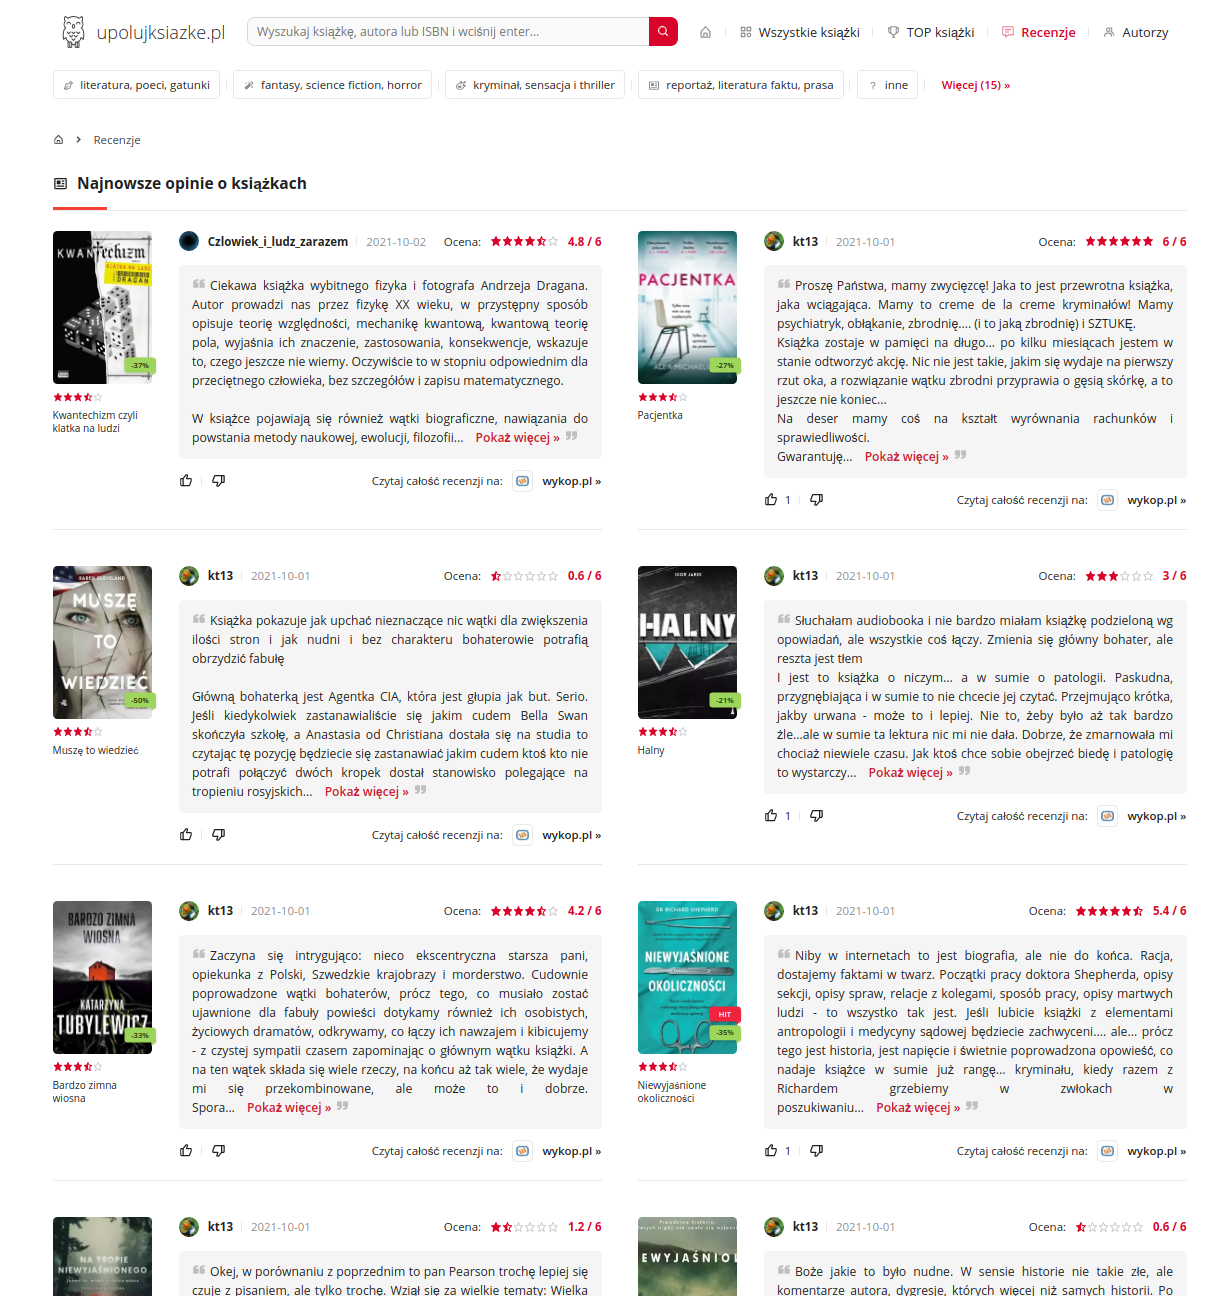 upolujksiazke.pl
Wyszukaj książkę, autora lub ISBN i wciśnij enter...
Wszystkie książki
TOP książki
Recenzje
Autorzy
literatura, poeci, gatunki
fantasy, science fiction, horror
kryminał, sensacja i thriller
reportaż, literatura faktu, prasa
? inne
Więcej (15) »
Recenzje
Najnowsze opinie o książkach
KWANTechizm
KLATKA NA LUDZI
DRAGAN
-37%
Kwantechizm czyli
klatka na ludzi
Czlowiek_i_ludz_zarazem 2021-10-02 Ocena: 4.8 / 6
Ciekawa książka wybitnego fizyka i fotografa Andrzeja Dragana.
Autor prowadzi nas przez fizykę XX wieku, w przystępny sposób
opisuje teorię względności, mechanikę kwantową, kwantową teorię
pola, wyjaśnia ich znaczenie, zastosowania, konsekwencje, wskazuje
to, czego jeszcze nie wiemy. Oczywiście to w stopniu odpowiednim dla
przeciętnego człowieka, bez szczegółów i zapisu matematycznego.
W książce pojawiają się również wątki biograficzne, nawiązania do
powstania metody naukowej, ewolucji, filozofii... Pokaż więcej »
Czytaj całość recenzji na: wykop.pl »
PACJENTKA
ALEX MICHAELI
-27%
Pacjentka
kt13 2021-10-01 Ocena: 6 / 6
Proszę Państwa, mamy zwycięzcę! Jaka to jest przewrotna książka,
jaka wciągająca. Mamy to creme de la creme kryminałów! Mamy
psychiatryk, obłąkanie, zbrodnię.... (i to jaką zbrodnię) i SZTUKĘ.
Książka zostaje w pamięci na długo... po kilku miesiącach jestem w
stanie odtworzyć akcję. Nic nie jest takie, jakim się wydaje na pierwszy
rzut oka, a rozwiązanie wątku zbrodni przyprawia o gęsią skórkę, a to
jeszcze nie koniec...
Na deser mamy coś na kształt wyrównania rachunków i
sprawiedliwości.
Gwarantuję... Pokaż więcej »
1
Czytaj całość recenzji na: wykop.pl »
KAREN CLEVELAND
MUSZĘ
TO
WIEDZIEĆ
-50%
Muszę to wiedzieć
kt13 2021-10-01 Ocena: 0.6 / 6
Książka pokazuje jak upchać nieznaczące nic wątki dla zwiększenia
ilości stron i jak nudni i bez charakteru bohaterowie potrafią
obrzydzić fabułę
Główną bohaterką jest Agentka CIA, która jest głupia jak but. Serio.
Jeśli kiedykolwiek zastanawialiście się jakim cudem Bella Swan
skończyła szkołę, a Anastasia od Christiana dostała się na studia to
czytając tę pozycję będziecie się zastanawiać jakim cudem ktoś kto nie
potrafi połączyć dwóch kropek dostał stanowisko polegające na
tropieniu rosyjskich... Pokaż więcej »
Czytaj całość recenzji na: wykop.pl »
IGOR JAREK
HALNY
-21%
Halny
kt13 2021-10-01 Ocena: 3 / 6
Słuchałam audiobooka i nie bardzo miałam książkę podzieloną wg
opowiadań, ale wszystkie coś łączy. Zmienia się główny bohater, ale
reszta jest tłem
I jest to książka o niczym... a w sumie o patologii. Paskudna,
przygnębiająca i w sumie to nie chcecie jej czytać. Przejmująco krótka,
jakby urwana - może to i lepiej. Nie to, żeby było aż tak bardzo
źle...ale w sumie ta lektura nic mi nie dała. Dobrze, że zmarnowała mi
chociaż niewiele czasu. Jak ktoś chce sobie obejrzeć biedę i patologię
to wystarczy... Pokaż więcej »
1
Czytaj całość recenzji na: wykop.pl »
BARDZO ZIMNA
WIOSNA
KATARZYNA
TUBYLEWICZ
-33%
Bardzo zimna
wiosna
kt13 2021-10-01 Ocena: 4.2 / 6
Zaczyna się intrygująco: nieco ekscentryczna starsza pani,
opiekunka z Polski, Szwedzkie krajobrazy i morderstwo. Cudownie
poprowadzone wątki bohaterów, prócz tego, co musiało zostać
ujawnione dla fabuły powieści dotykamy również ich osobistych,
życiowych dramatów, odkrywamy, co łączy ich nawzajem i kibicujemy
- z czystej sympatii czasem zapominając o głównym wątku książki. A
na ten wątek składa się wiele rzeczy, na końcu aż tak wiele, że wydaje
mi się przekombinowane, ale może to i dobrze.
Spora... Pokaż więcej »
Czytaj całość recenzji na: wykop.pl »
DR RICHARD SHEPHERD
NIEWYJAŚNIONE
OKOLICZNOŚCI
HIT
-35%
Niewyjaśnione
okoliczności
kt13 2021-10-01 Ocena: 5.4 / 6
Niby w internetach to jest biografia, ale nie do końca. Racja,
dostajemy faktami w twarz. Początki pracy doktora Shepherda, opisy
sekcji, opisy spraw, relacje z kolegami, sposób pracy, opisy martwych
ludzi - to wszystko tak jest. Jeśli lubicie książki z elementami
antropologii i medycyny sądowej będziecie zachwyceni.... ale... prócz
tego jest historia, jest napięcie i świetnie poprowadzona opowieść, co
nadaje książce w sumie już rangę... kryminału, kiedy razem z
Richardem grzebiemy w zwłokach w
poszukiwaniu... Pokaż więcej »
1
Czytaj całość recenzji na: wykop.pl »
NA TROPIE
NIEWYJAŚNIONEGO
kt13 2021-10-01 Ocena: 1.2 / 6
Okej, w porównaniu z poprzednim to pan Pearson trochę lepiej się
czuje z pisaniem, ale tylko trochę. Wziął się za wielkie tematy: Wielka
EWYJAŚNIO
kt13 2021-10-01 Ocena: 0.6 / 6
Boże jakie to było nudne. W sensie historie nie takie złe, ale
komentarze autora, dygresje, których więcej niż samych historii. Po